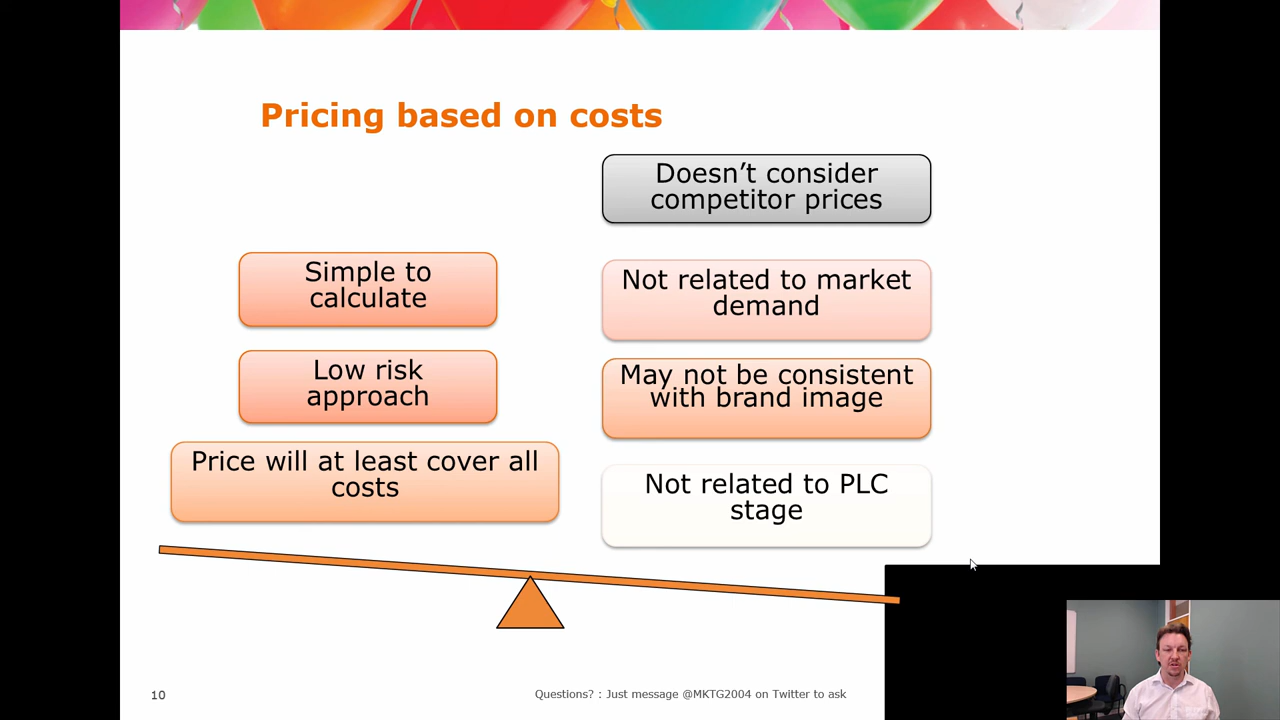 Pricing based on costs
Doesn’t consider
competitor prices
Simple to
calculate
Not related to market
demand
Low risk
approach
May not be consistent
with brand image
Price will at least cover all
costs
Not related to PLC
stage
10
Questions? : Just message @MKTG2004 on Twitter to ask